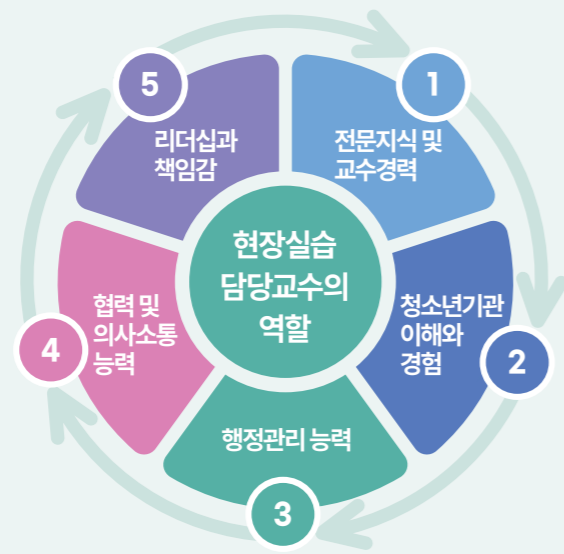 현장실습
담당교수의
역할
1
전문지식 및
교수경력
2
청소년기관
이해와
경험
3
행정관리 능력
4
협력 및
의사소통
능력
5
리더십과
책임감